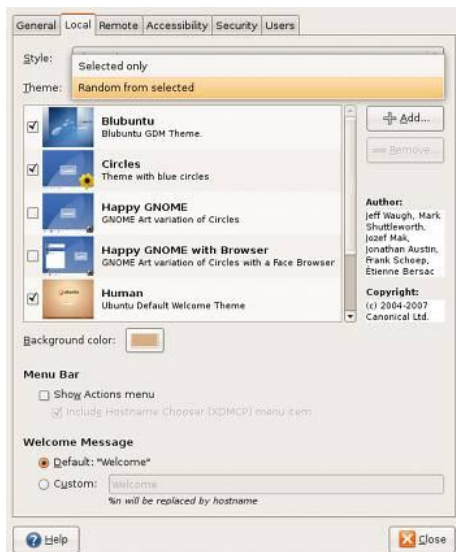 General Local Remote Accessibility Security Users
Style:
Selected only
Theme:
Random from selected
Blubuntu
Blubuntu GDM Theme.
Circles
Theme with blue circles
Happy GNOME
GNOME Art variation of Circles
Happy GNOME with Browser
GNOME Art variation of Circles with a Face Browser
Human
Ubuntu Default Welcome Theme
Add...
Remove...
Author:
Jeff Waugh, Mark
Shuttleworth,
Jozef Mak,
Jonathan Austin,
Frank Schoep,
Étienne Bersac
Copyright:
(c) 2004-2007
Canonical Ltd.
Background color:
Menu Bar
Show Actions menu
Include Hostname Chooser (XDMCP) menu item
Welcome Message
Default: "Welcome"
Custom: Welcome
%n will be replaced by hostname
Help
Close